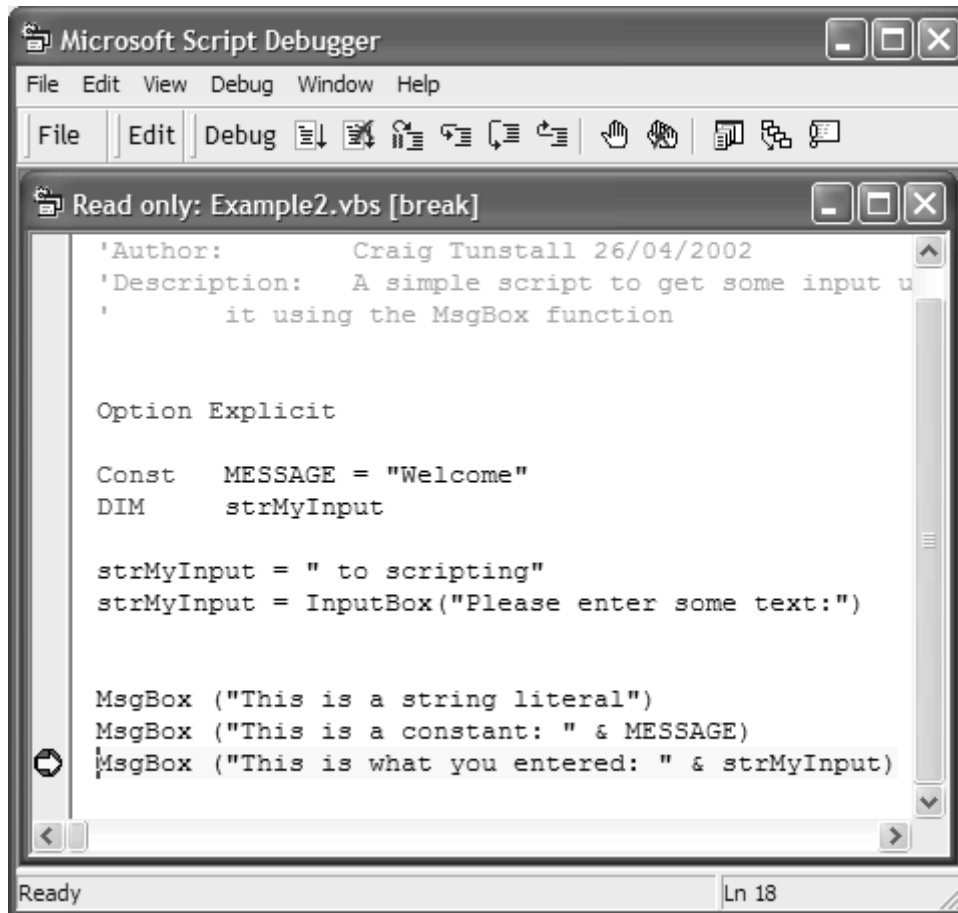 Microsoft Script Debugger
File Edit View Debug Window Help
File Edit Debug
Read only: Example2.vbs [break]
'Author: Craig Tunstall 26/04/2002
'Description: A simple script to get some input u
' it using the MsgBox function
Option Explicit
Const MESSAGE = "Welcome"
DIM strMyInput
strMyInput = " to scripting"
strMyInput = InputBox("Please enter some text:")
MsgBox ("This is a string literal")
MsgBox ("This is a constant: " & MESSAGE)
MsgBox ("This is what you entered: " & strMyInput)
Ready Ln 18